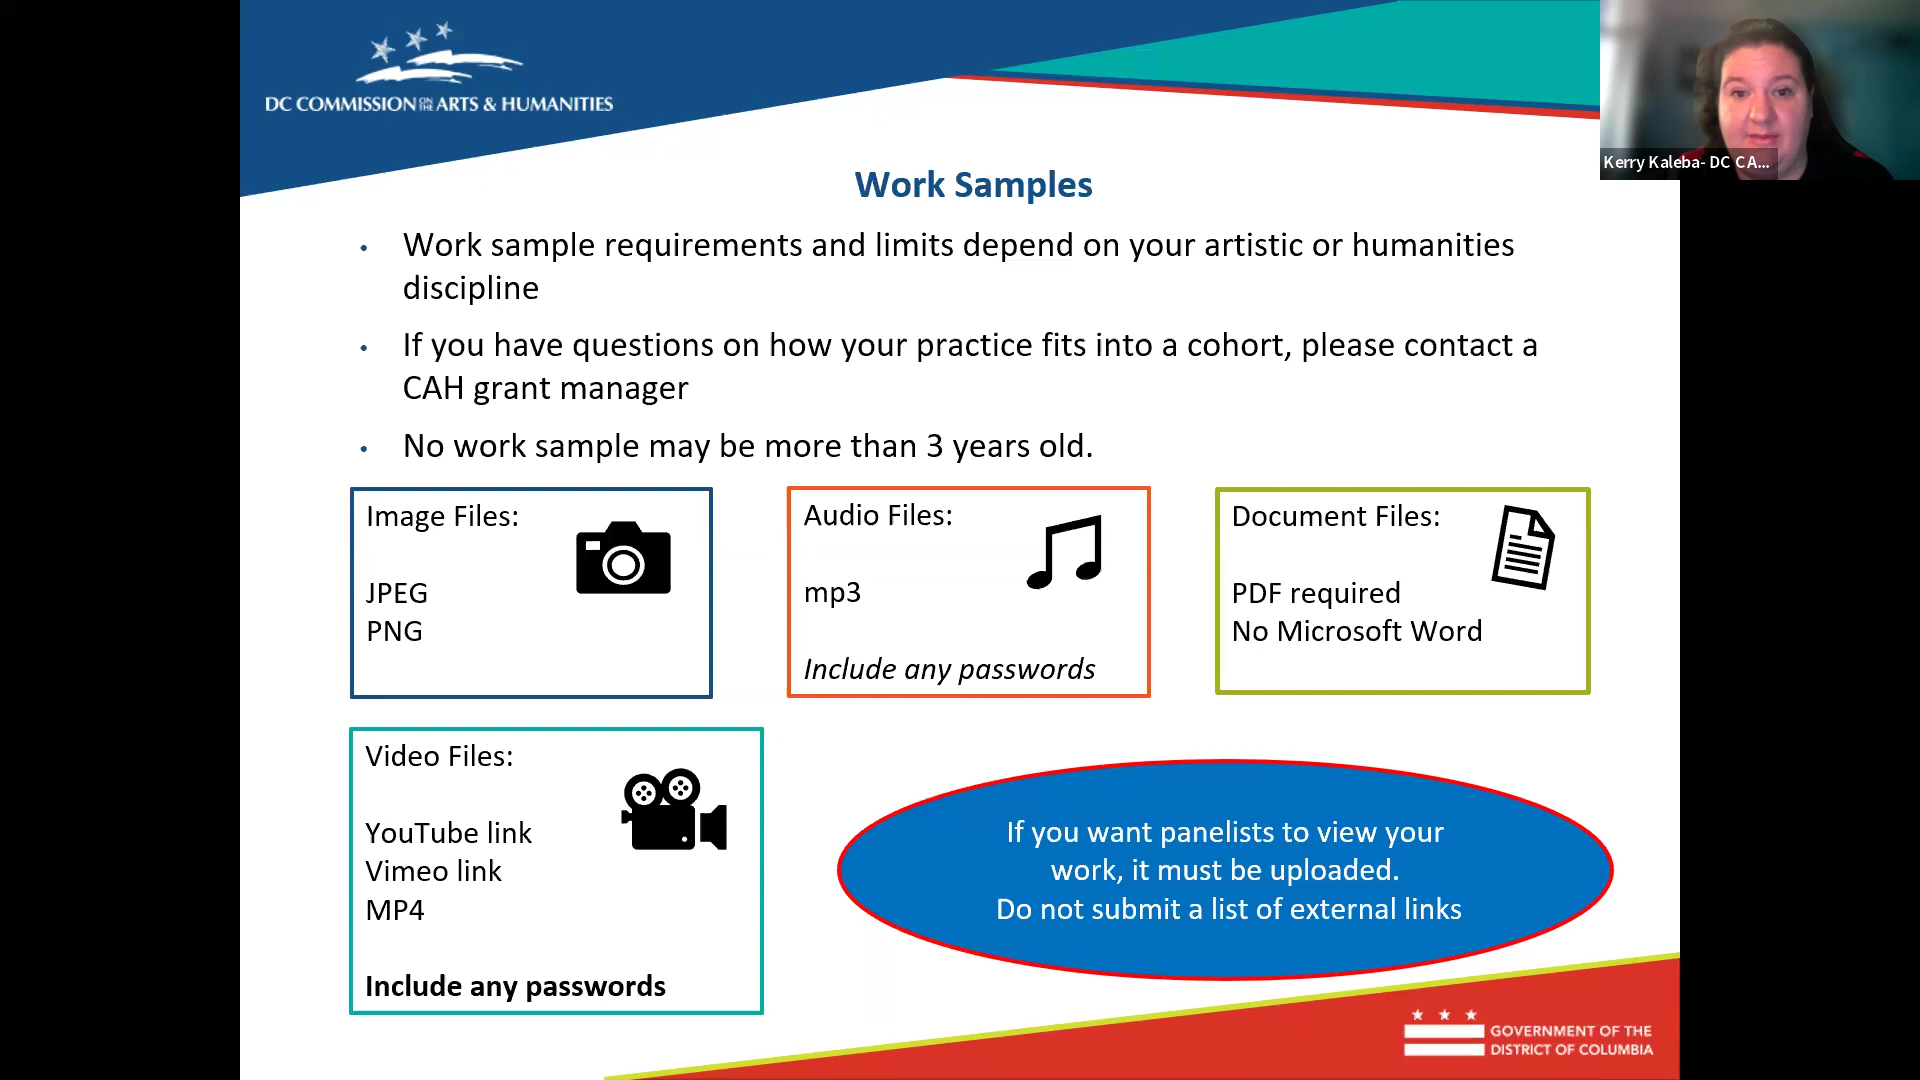 DC COMMISSION ON THE ARTS & HUMANITIES
Kerry Kaleba- DC CA...
Work Samples
• Work sample requirements and limits depend on your artistic or humanities
discipline
• If you have questions on how your practice fits into a cohort, please contact a
CAH grant manager
• No work sample may be more than 3 years old.
Image Files:
JPEG
PNG
Audio Files:
mp3
Include any passwords
Document Files:
PDF required
No Microsoft Word
Video Files:
YouTube link
Vimeo link
MP4
Include any passwords
If you want panelists to view your
work, it must be uploaded.
Do not submit a list of external links
GOVERNMENT OF THE
DISTRICT OF COLUMBIA